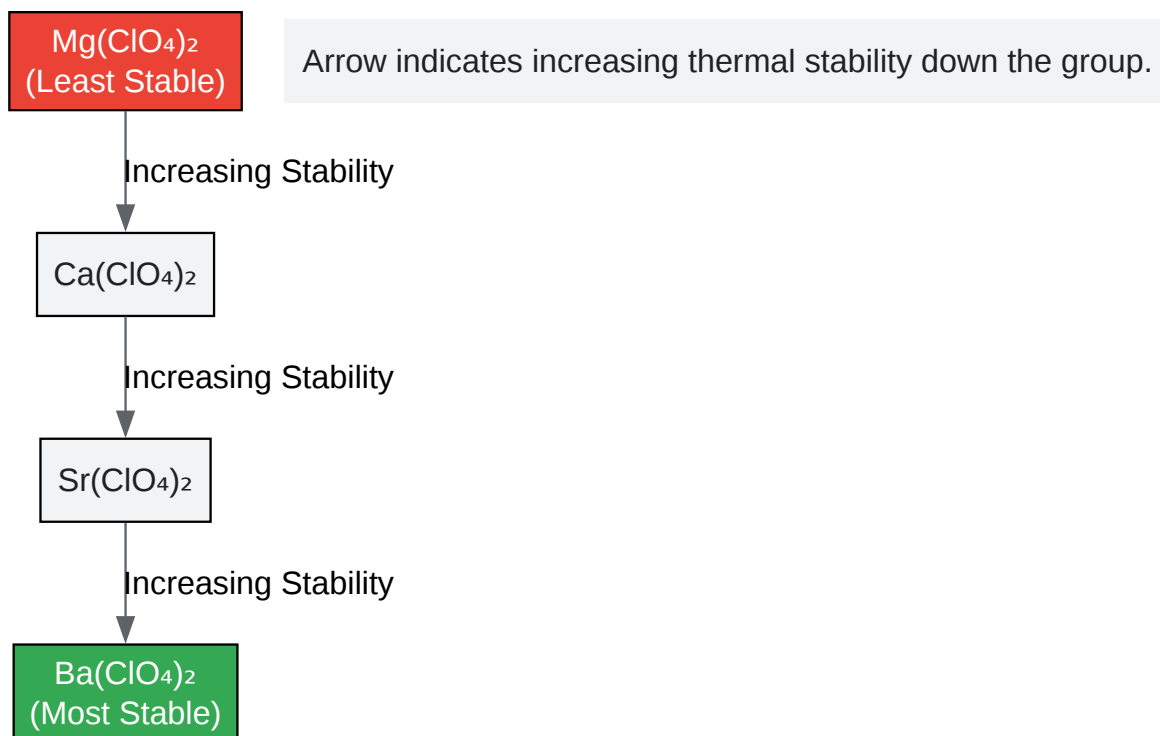 Mg(ClO₄)₂
(Least Stable)
Arrow indicates increasing thermal stability down the group.
Increasing Stability
Ca(ClO₄)₂
Increasing Stability
Sr(ClO₄)₂
Increasing Stability
Ba(ClO₄)₂
(Most Stable)